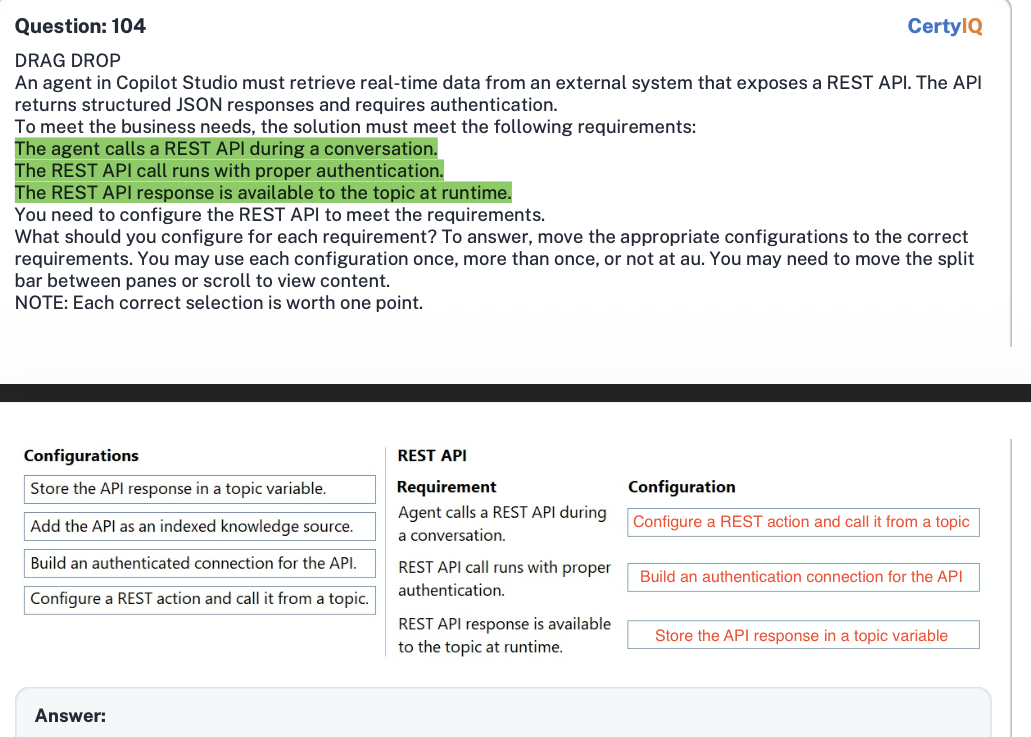 Question: 104
CertyIQ
DRAG DROP
An agent in Copilot Studio must retrieve real-time data from an external system that exposes a REST API. The API
returns structured JSON responses and requires authentication.
To meet the business needs, the solution must meet the following requirements:
The agent calls a REST API during a conversation.
The REST API call runs with proper authentication.
The REST API response is available to the topic at runtime.
You need to configure the REST API to meet the requirements.
What should you configure for each requirement? To answer, move the appropriate configurations to the correct
requirements. You may use each configuration once, more than once, or not at au. You may need to move the split
bar between panes or scroll to view content.
NOTE: Each correct selection is worth one point.
Configurations
Store the API response in a topic variable.
Add the API as an indexed knowledge source.
Build an authenticated connection for the API.
Configure a REST action and call it from a topic.
REST API
Requirement
Configuration
Agent calls a REST API during
a conversation.
Configure a REST action and call it from a topic
REST API call runs with proper
authentication.
Build an authentication connection for the API
REST API response is available
to the topic at runtime.
Store the API response in a topic variable
Answer: